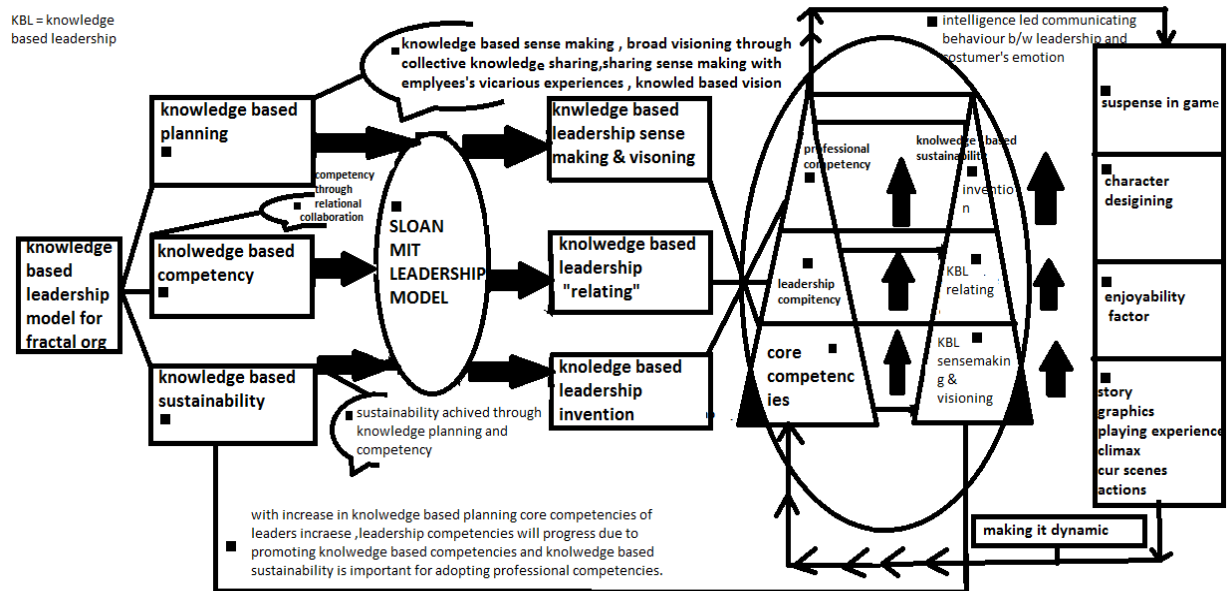 KBL = knowledge
based leadership
knowledge based sense making , broad visioning through
collective knowledge sharing,sharing sense making with
emplyees's vicarious experiences , knowled based vision
intelligence led communicating
behaviour b/w leadership and
costumer's emotion
knowledge based
planning
competency
through
relational
collaboration
knowledge
based
leadership
model for
fractal org
knolwedge based
competency
knowledge based
sustainability
SLOAN
MIT
LEADERSHIP
MODEL
sustainability achived through
knowledge planning and
competency
knwledge based
leadership sense
making & visoning
knolwedge based
leadership
"relating"
knoledge based
leadership
invention
professional
competency
knolwedge based
sustainability
inventio
n
leadership
compitency
KBL
relating
core
competenc
ies
KBL
sensemakin
g &
visioning
suspense in game
character
desigining
enjoyability
factor
story
graphics
playing experience
climax
cur scenes
actions
making it dynamic
with increase in knolwedge based planning core competencies of
leaders incraese ,leadership competencies will progress due to
promoting knolwedge based competencies and knolwedge based
sustainability is important for adopting professional competencies.